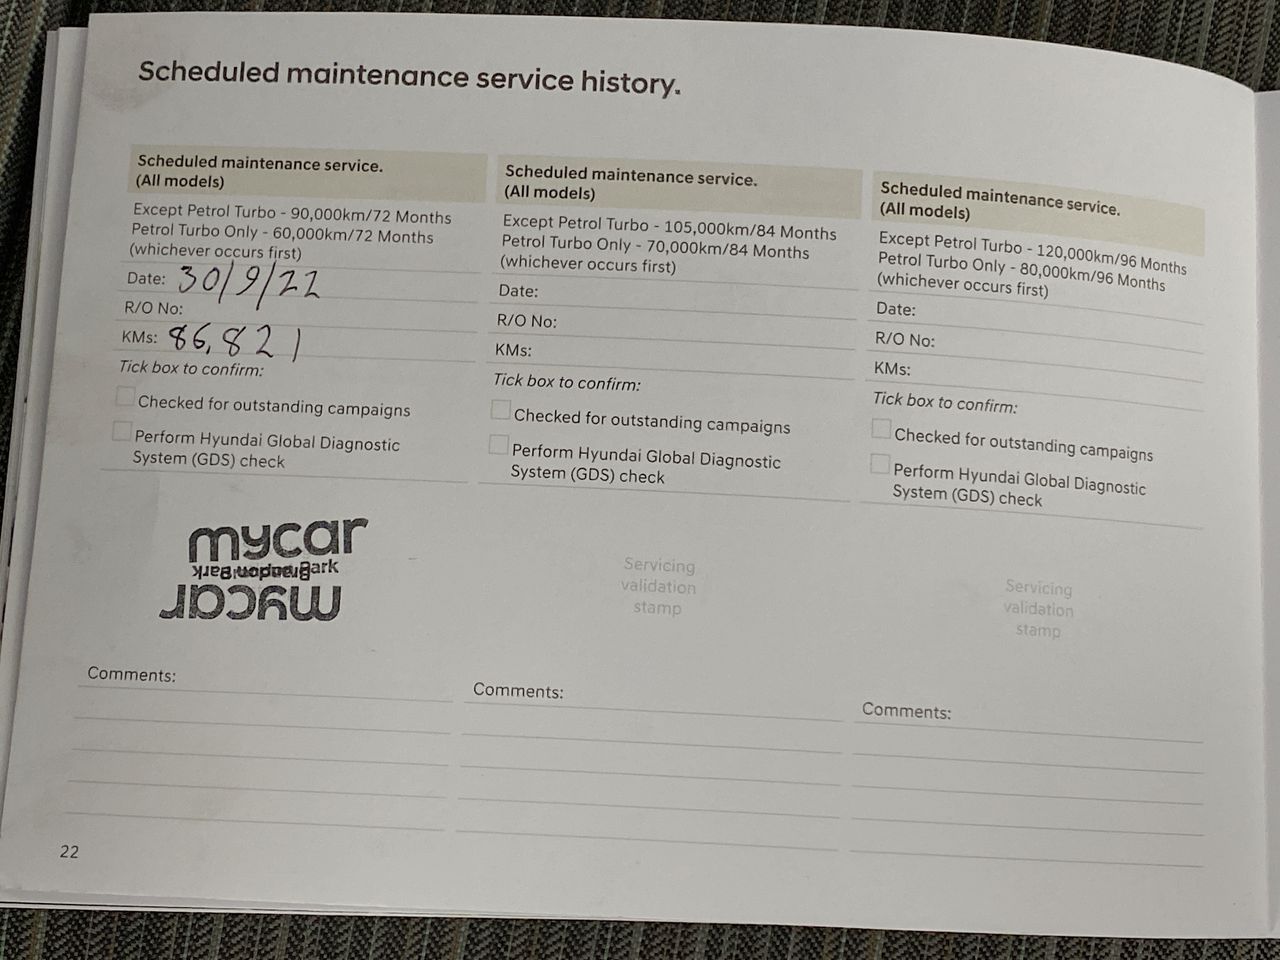 Scheduled maintenance service history.
Scheduled maintenance service.
(All models)
Except Petrol Turbo - 90,000km/72 Months
Petrol Turbo Only - 60,000km/72 Months
(whichever occurs first)
Date: 30/9/22
R/O No:
KMs: 86,821
Tick box to confirm:
Checked for outstanding campaigns
Perform Hyundai Global Diagnostic
System (GDS) check
mycar
mycar
Comments:
Scheduled maintenance service.
(All models)
Except Petrol Turbo - 105,000km/84 Months
Petrol Turbo Only - 70,000km/84 Months
(whichever occurs first)
Date:
R/O No:
KMs:
Tick box to confirm:
Checked for outstanding campaigns
Perform Hyundai Global Diagnostic
System (GDS) check
Servicing
validation
stamp
Comments:
Scheduled maintenance service.
(All models)
Except Petrol Turbo - 120,000km/96 Months
Petrol Turbo Only - 80,000km/96 Months
(whichever occurs first)
Date:
R/O No:
KMs:
Tick box to confirm:
Checked for outstanding campaigns
Perform Hyundai Global Diagnostic
System (GDS) check
Servicing
validation
stamp
Comments:
22